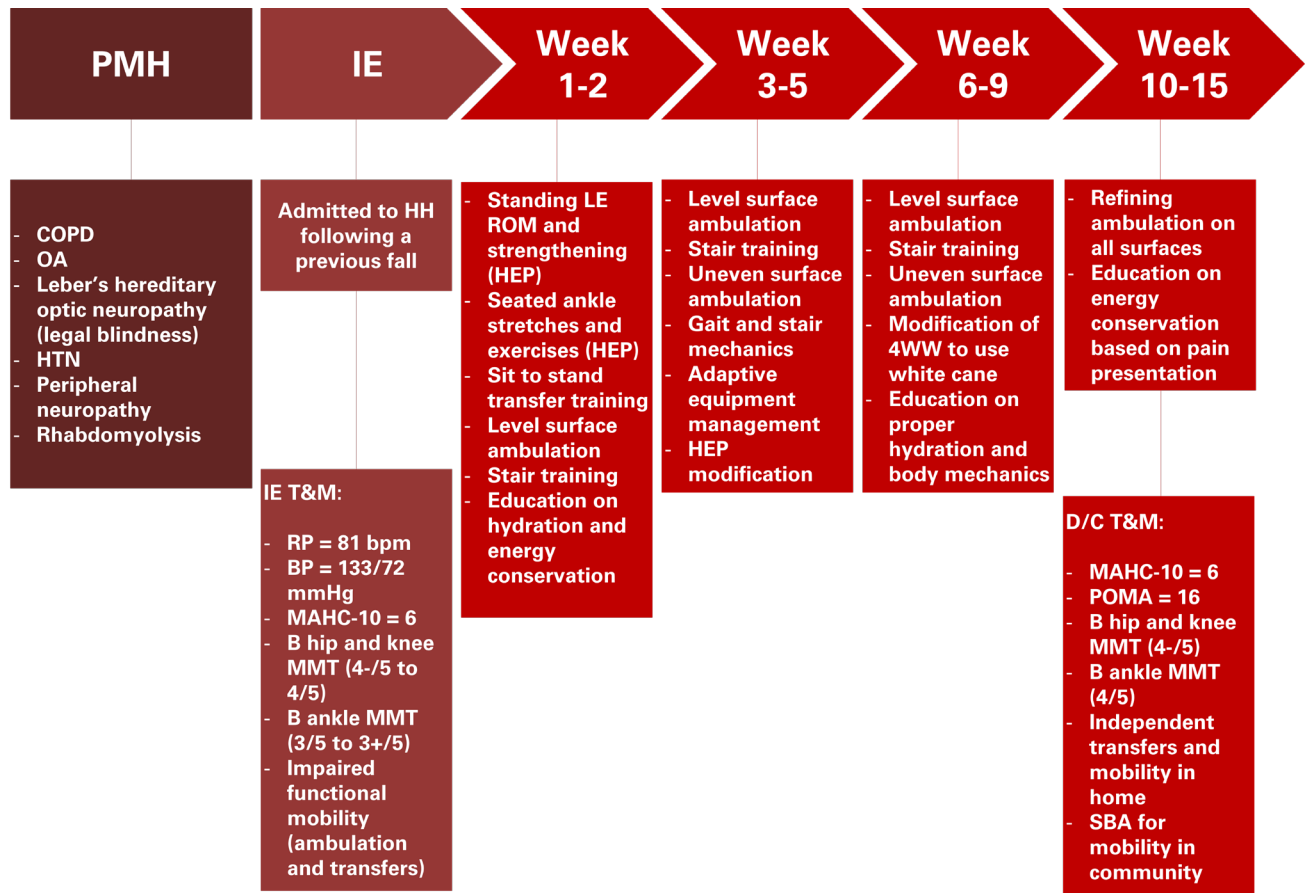 PMH
IE
Week
1-2
Week
3-5
Week
6-9
Week
10-15
- COPD
- OA
- Leber's hereditary
optic neuropathy
(legal blindness)
- HTN
- Peripheral
neuropathy
- Rhabdomyolysis
Admitted to HH
following a
previous fall
IE T&M:
- RP = 81 bpm
- BP = 133/72
mmHg
- MAHC-10 = 6
- B hip and knee
MMT (4-/5 to
4/5)
- B ankle MMT
(3/5 to 3+/5)
- Impaired
functional
mobility
(ambulation
and transfers)
- Standing LE
ROM and
strengthening
(HEP)
- Seated ankle
stretches and
exercises (HEP)
- Sit to stand
transfer training
- Level surface
ambulation
- Stair training
- Education on
hydration and
energy
conservation
- Level surface
ambulation
- Stair training
- Uneven surface
ambulation
- Gait and stair
mechanics
- Adaptive
equipment
management
- HEP
modification
- Level surface
ambulation
- Stair training
- Uneven surface
ambulation
- Modification of
4WW to use
white cane
- Education on
proper
hydration and
body mechanics
- Refining
ambulation on
all surfaces
- Education on
energy
conservation
based on pain
presentation
D/C T&M:
- MAHC-10 = 6
- POMA = 16
- B hip and knee
MMT (4-/5)
- B ankle MMT
(4/5)
- Independent
transfers and
mobility in
home
- SBA for
mobility in
community